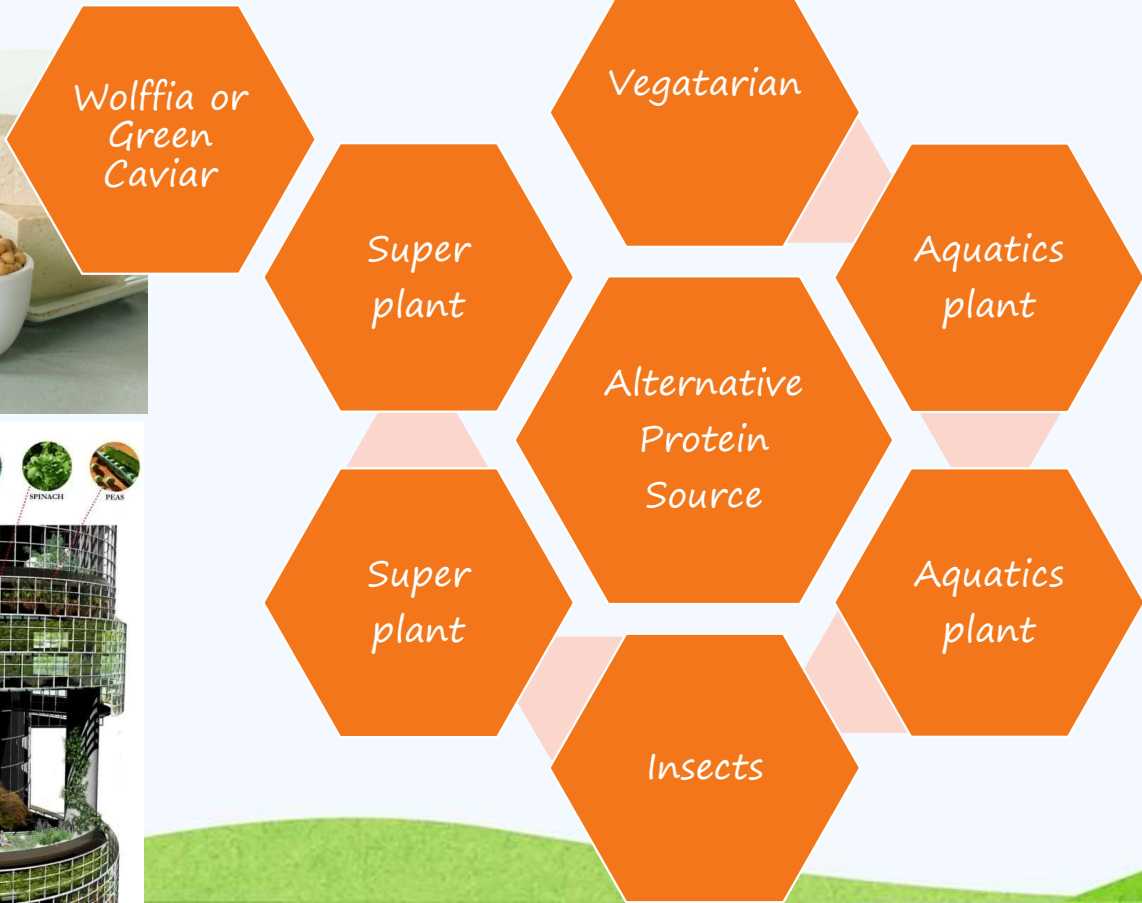 Wolffia or
Green
Caviar
Vegatarian
Super
plant
Aquatics
plant
Alternative
Protein
Source
Super
plant
Aquatics
plant
Insects
SPINACH
PEAS